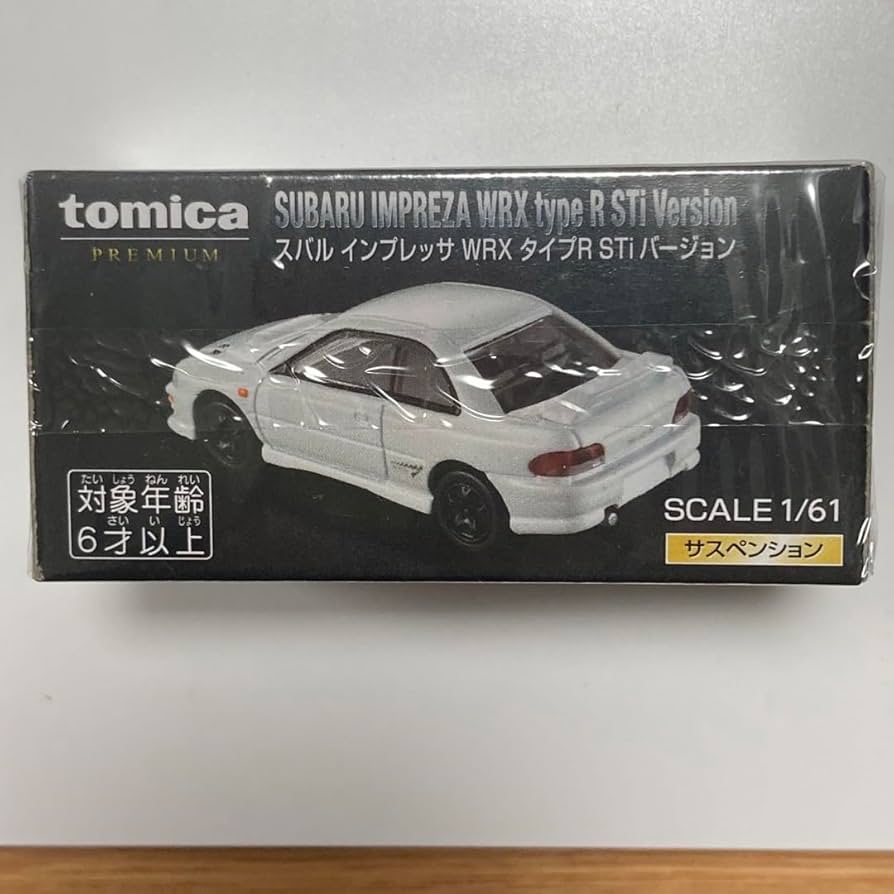 tomica
PREMIUM
SUBARU IMPREZA WRX type R STi Version
スバル インプレッサ WRX タイプR STi バージョン
たい しょう ねん れい
対象年齢
さい い じょう
6才以上
SCALE 1/61
サスペンション